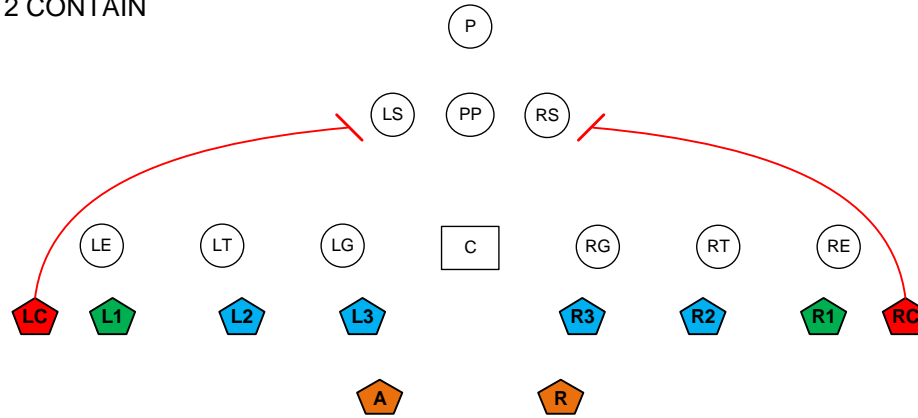 2 CONTAIN
P
LS PP RS
LE LT LG C RG RT RE
LC L1 L2 L3 R3 R2 R1 RC
A R